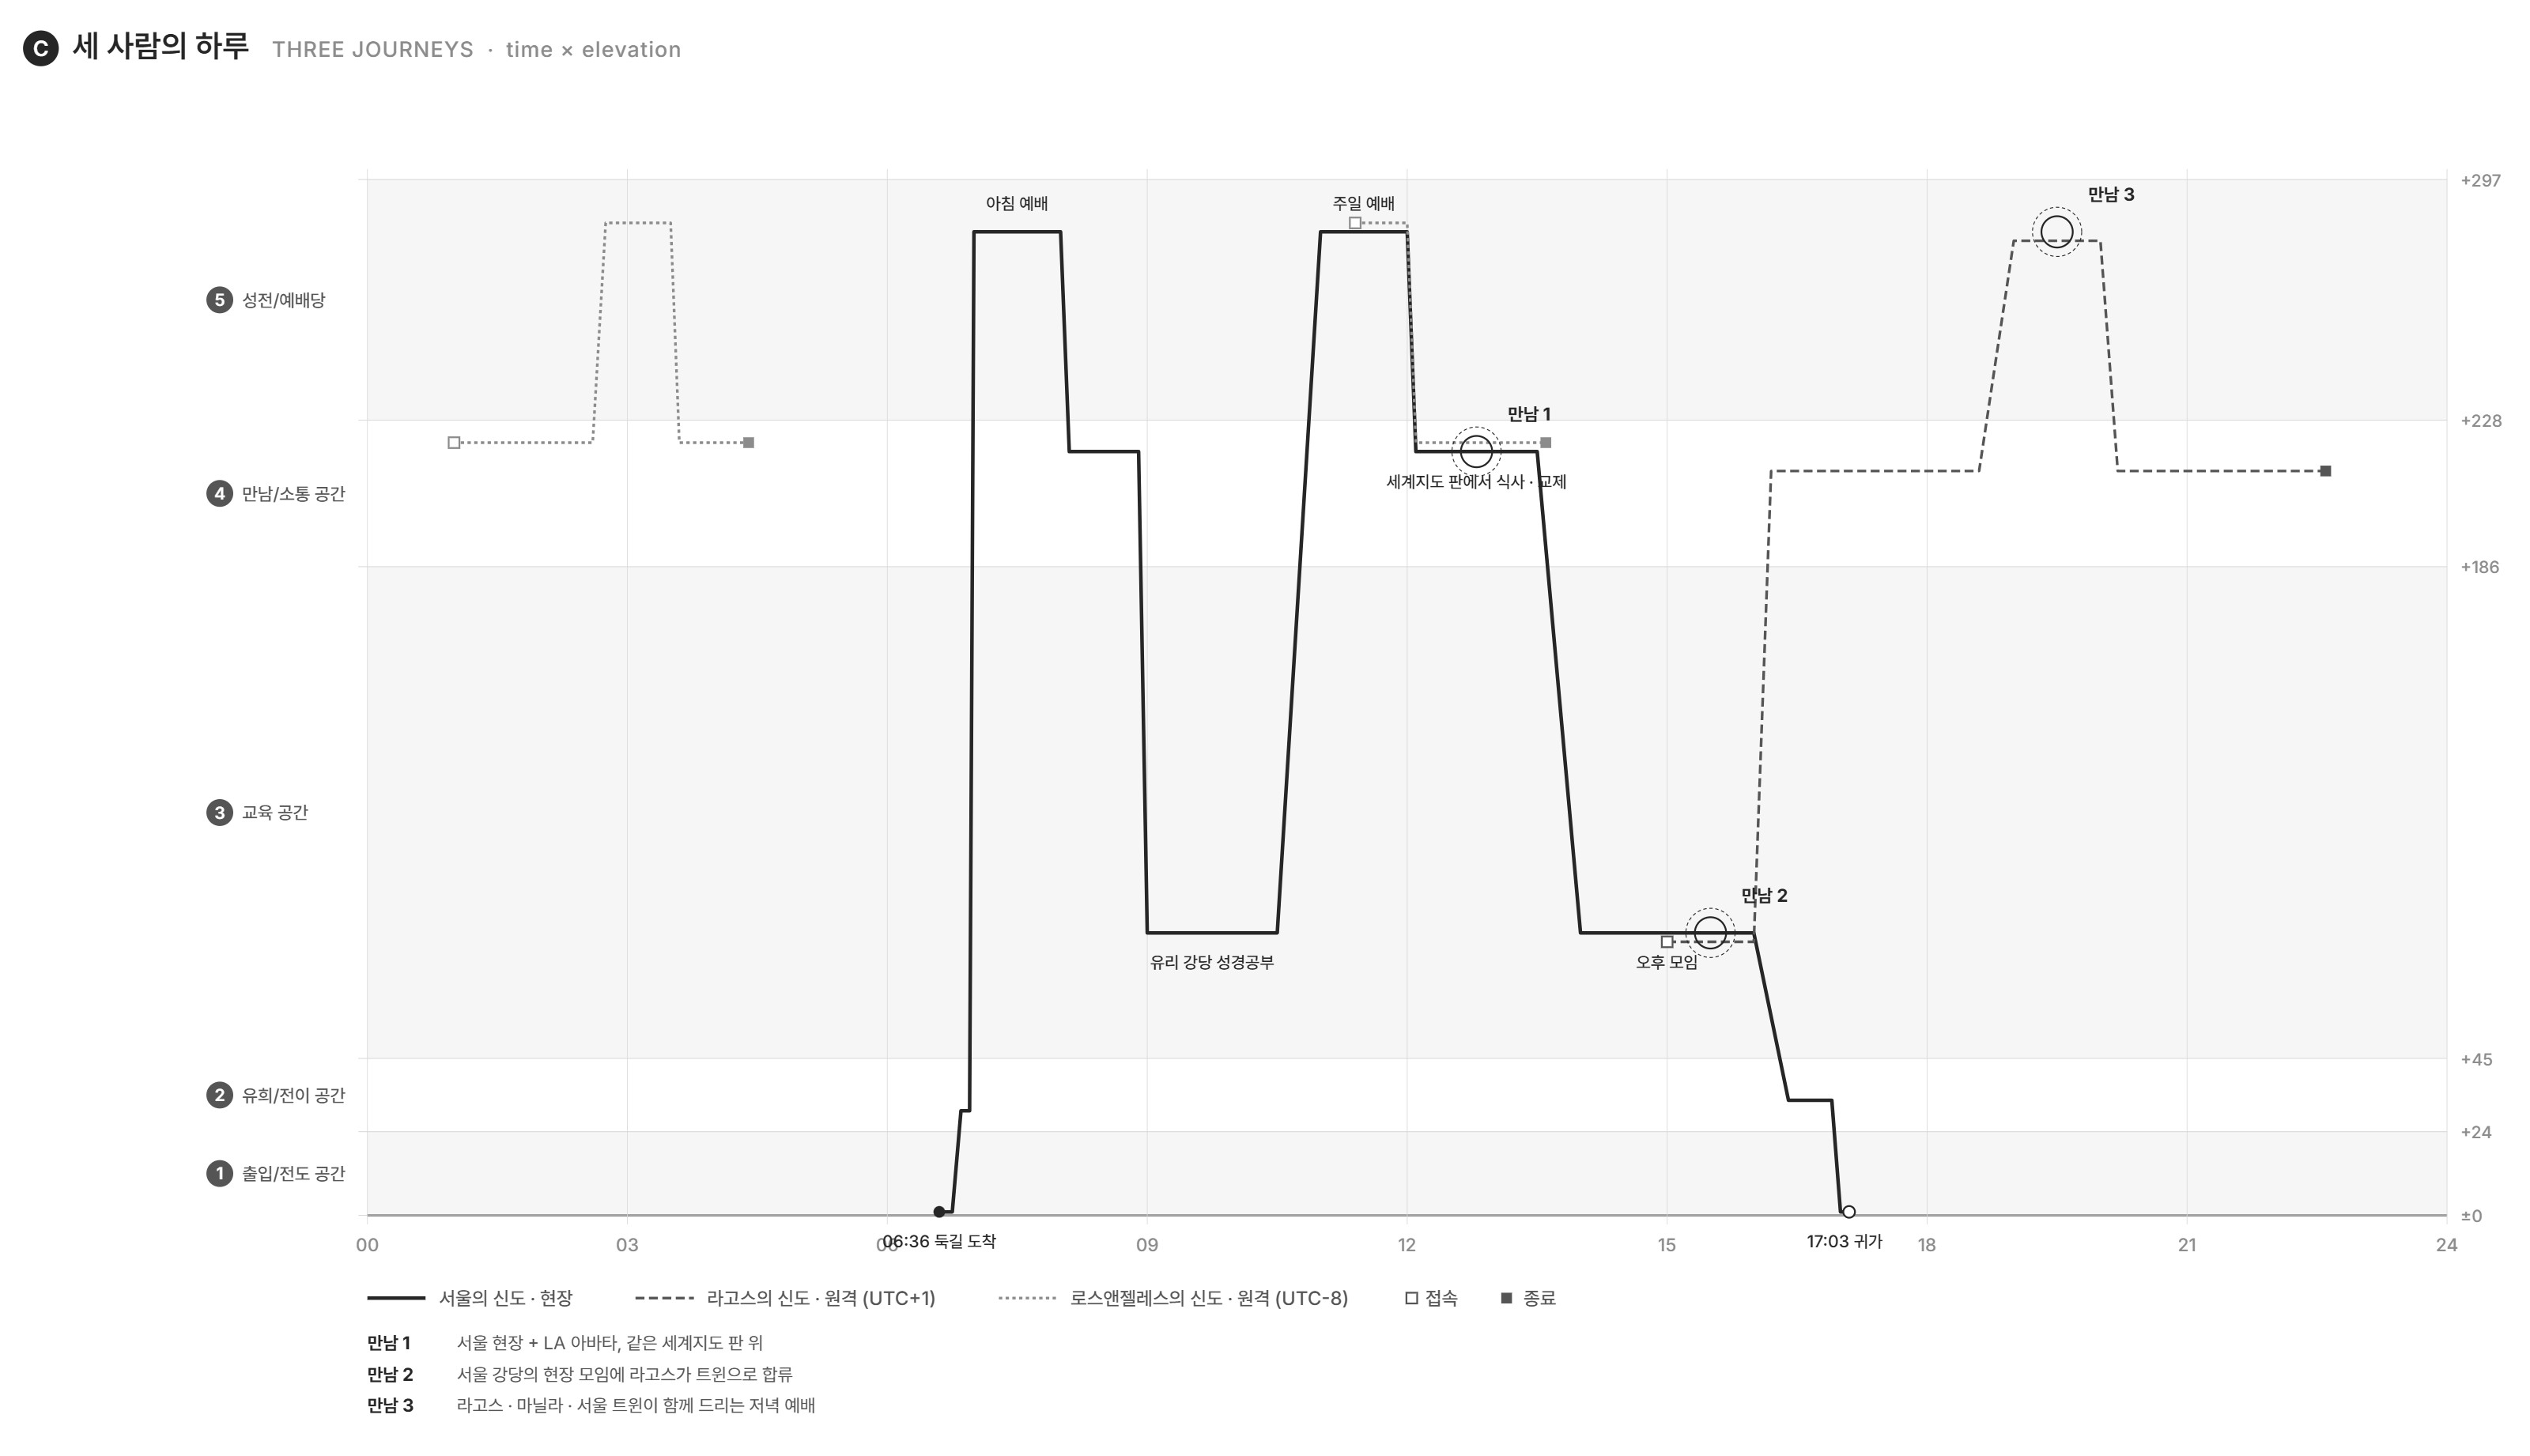 C 세 사람의 하루 THREE JOURNEYS · time × elevation
+297
만남 3
아침 예배
주일 예배
5 성전/예배당
만남 1
+228
세계지도 판에서 식사 · 교제
4 만남/소통 공간
+186
3 교육 공간
만남 2
유리 강당 성경공부
오후 모임
+45
2 유희/전이 공간
+24
1 출입/전도 공간
±0
00 03 06 09 12 15 18 21 24
06:36 둑길 도착
17:03 귀가
서울의 신도 · 현장 라고스의 신도 · 원격 (UTC+1) 로스앤젤레스의 신도 · 원격 (UTC-8) 접속 종료
만남 1 서울 현장 + LA 아바타, 같은 세계지도 판 위
만남 2 서울 강당의 현장 모임에 라고스가 트윈으로 합류
만남 3 라고스 · 마닐라 · 서울 트윈이 함께 드리는 저녁 예배